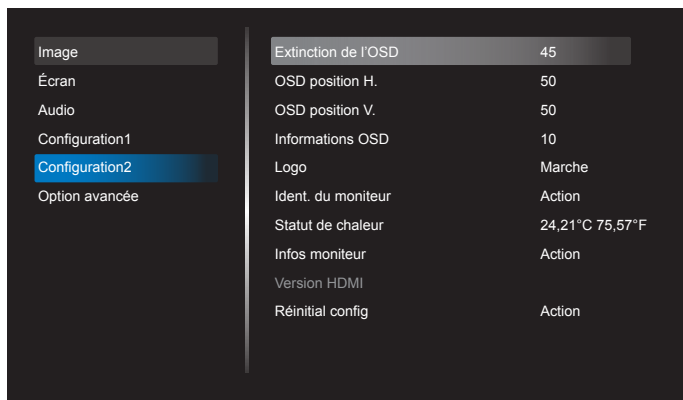 Image
Écran
Audio
Configuration1
Configuration2
Option avancée
Extinction de l'OSD 45
OSD position H. 50
OSD position V. 50
Informations OSD 10
Logo Marche
Ident. du moniteur Action
Statut de chaleur 24,21°C 75,57°F
Infos moniteur Action
Version HDMI
Réinitial config Action